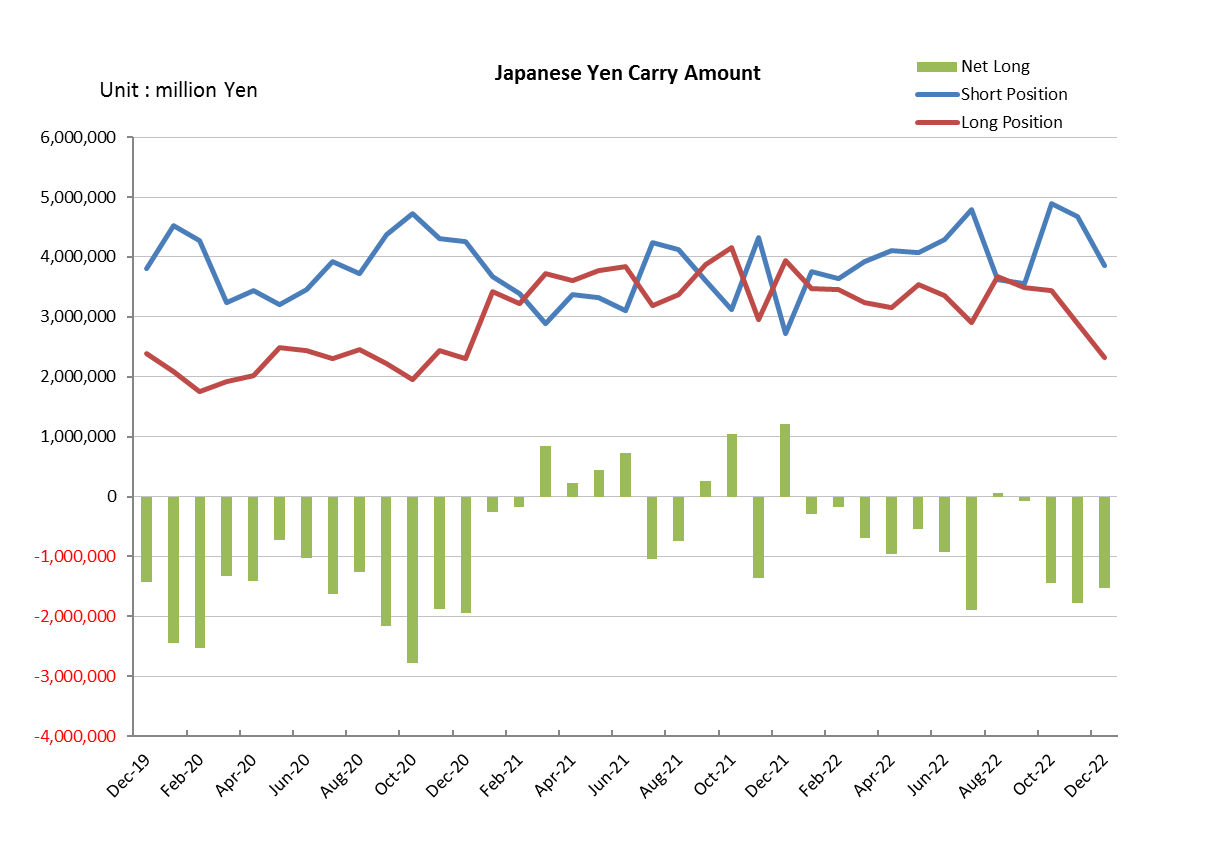 Japanese Yen Carry Amount
Unit : million Yen
Net Long
Short Position
Long Position
6,000,000
5,000,000
4,000,000
3,000,000
2,000,000
1,000,000
0
-1,000,000
-2,000,000
-3,000,000
-4,000,000
Dec-19
Feb-20
Apr-20
Jun-20
Aug-20
Oct-20
Dec-20
Feb-21
Apr-21
Jun-21
Aug-21
Oct-21
Dec-21
Feb-22
Apr-22
Jun-22
Aug-22
Oct-22
Dec-22